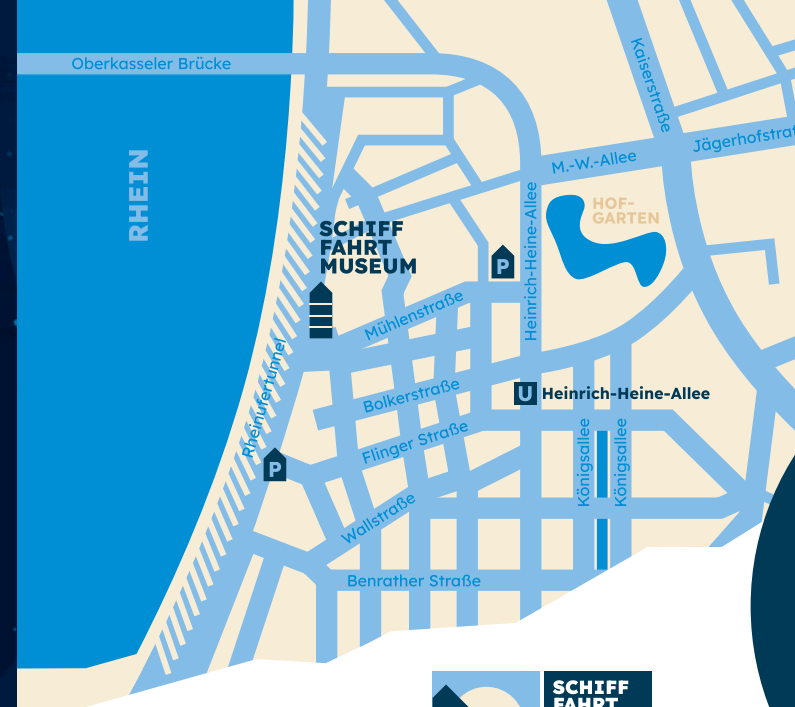 Oberkasseler Brücke
Kaiserstraße
Jägerhofstraß
M.-W.-Allee
RHEIN
HOF-
GARTEN
Heinrich-Heine-Allee
SCHIFF
FAHRT
MUSEUM
P
Mühlenstraße
Rheinufertunnel
Bolkerstraße
U Heinrich-Heine-Allee
Flinger Straße
Königsallee
Königsallee
P
Wallstraße
Benrather Straße
SCHIFF
FAHRT